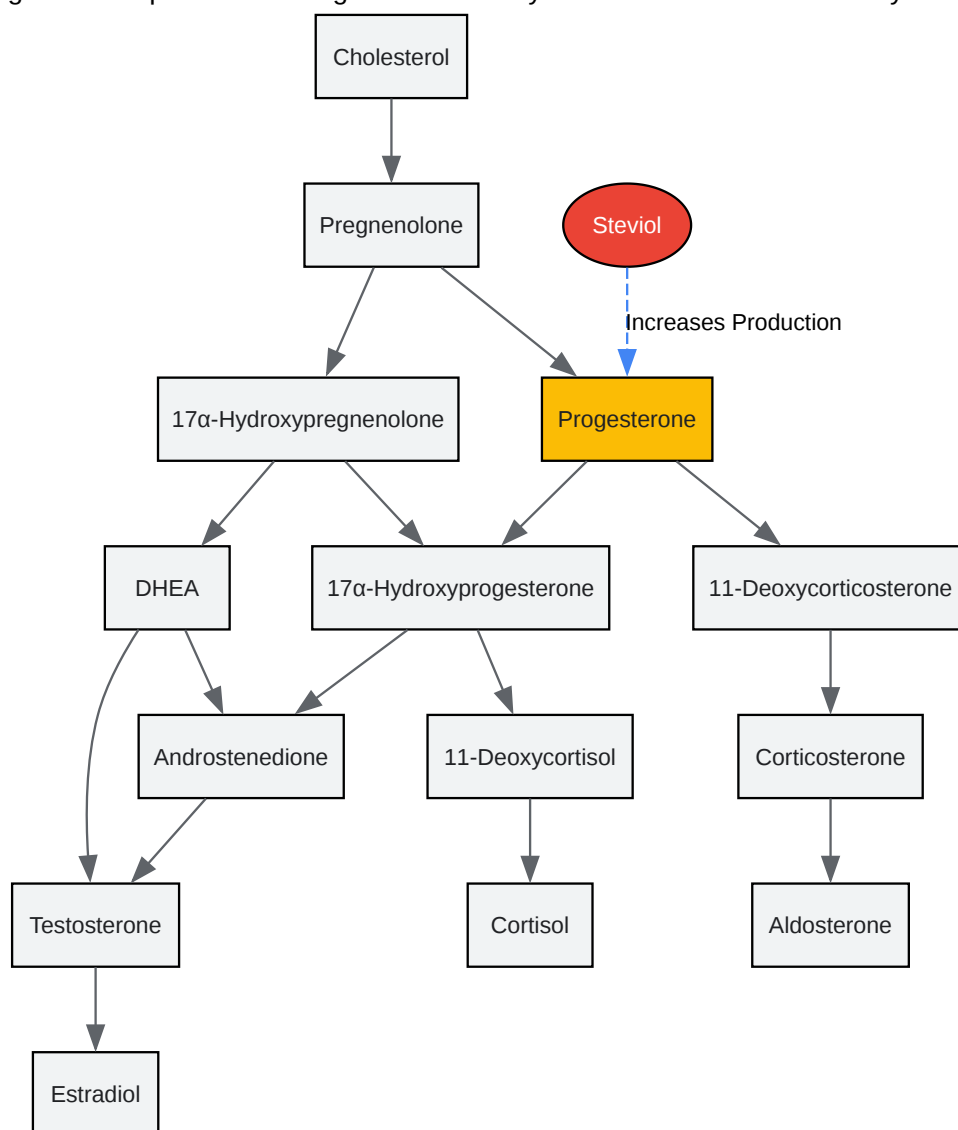 Cholesterol
Pregnenolone
Steviol
Increases Production
17α-Hydroxypregnenolone
Progesterone
DHEA
17α-Hydroxyprogesterone
11-Deoxycorticosterone
Androstenedione
11-Deoxycortisol
Corticosterone
Testosterone
Cortisol
Aldosterone
Estradiol